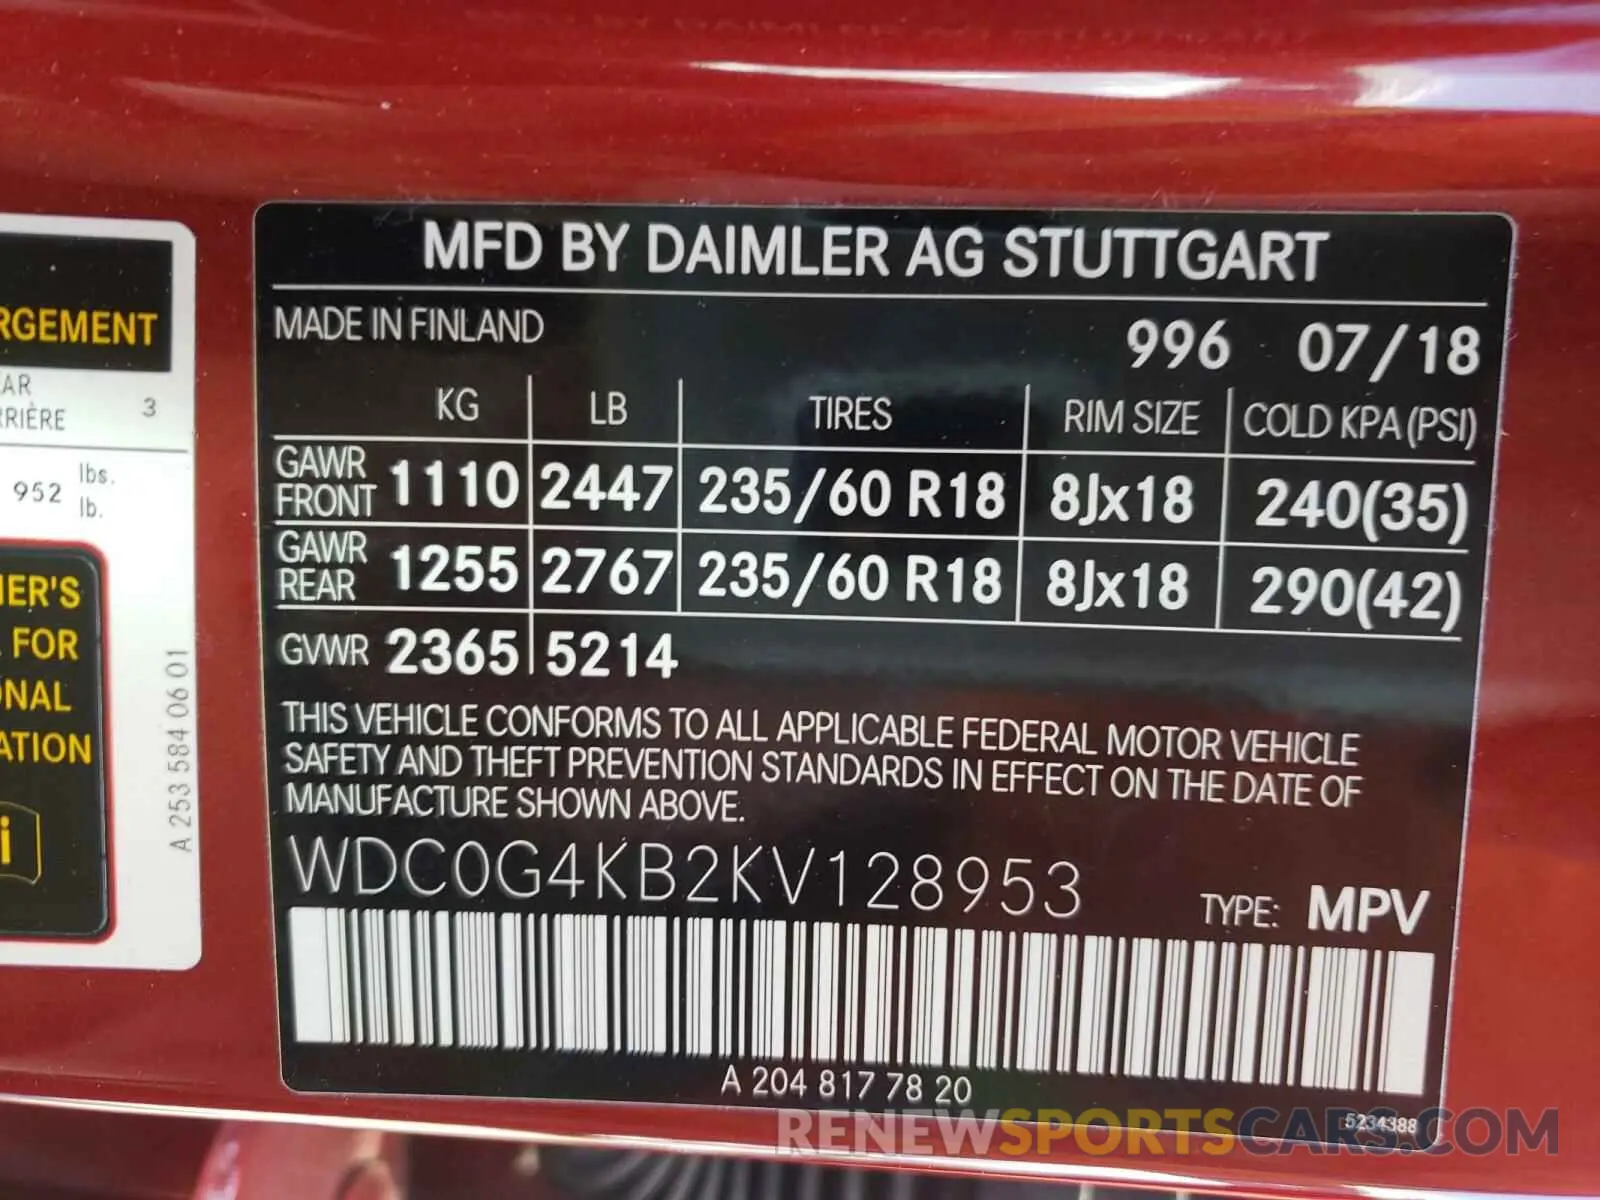 MFD BY DAIMLER AG STUTTGART
MADE IN FINLAND
996 07/18
KG LB TIRES RIM SIZE COLD KPA (PSI)
GAWR FRONT 1110 2447 235/60 R18 8Jx18 240(35)
GAWR REAR 1255 2767 235/60 R18 8Jx18 290(42)
GVWR 2365 5214
THIS VEHICLE CONFORMS TO ALL APPLICABLE FEDERAL MOTOR VEHICLE
SAFETY AND THEFT PREVENTION STANDARDS IN EFFECT ON THE DATE OF
MANUFACTURE SHOWN ABOVE.
WDC0G4KB2KV128953
TYPE: MPV
A 204 817 78 20
5234388
RGEMENT
AR
RIÈRE 3
952 lbs.
lb.
ER'S
FOR
NAL
ATION
i
A 253 584 06 01
RENEWSPORTSCARS.COM